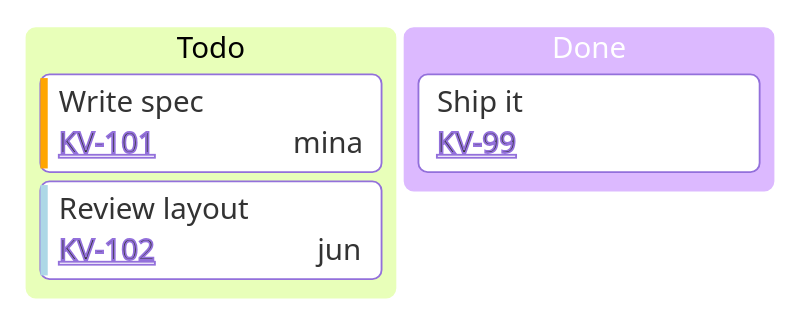 Todo
Write spec
KV-101 mina
Review layout
KV-102 jun
Done
Ship it
KV-99